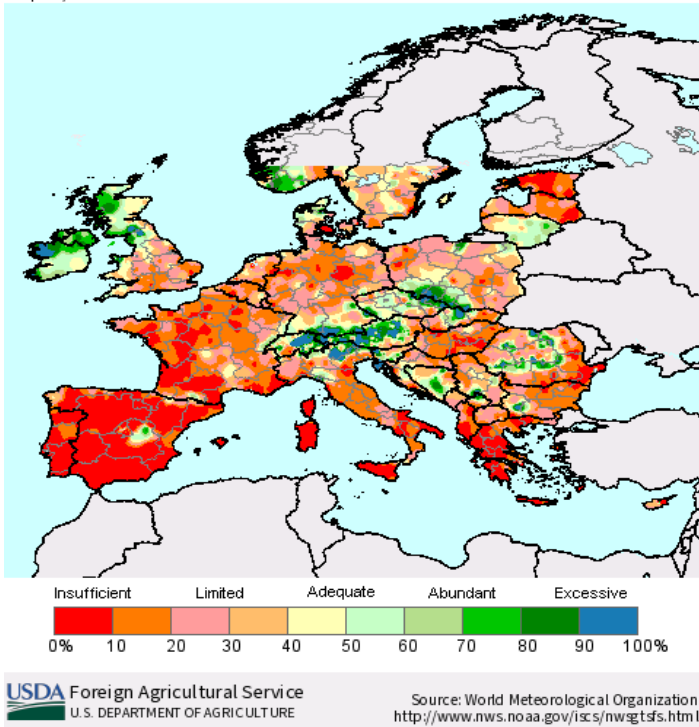 Insufficient Limited Adequate Abundant Excessive
0% 10 20 30 40 50 60 70 80 90 100%
USDA Foreign Agricultural Service
U.S. DEPARTMENT OF AGRICULTURE
Source: World Meteorological Organization
http://www.nws.noaa.gov/iscs/nwsgtsfs.html